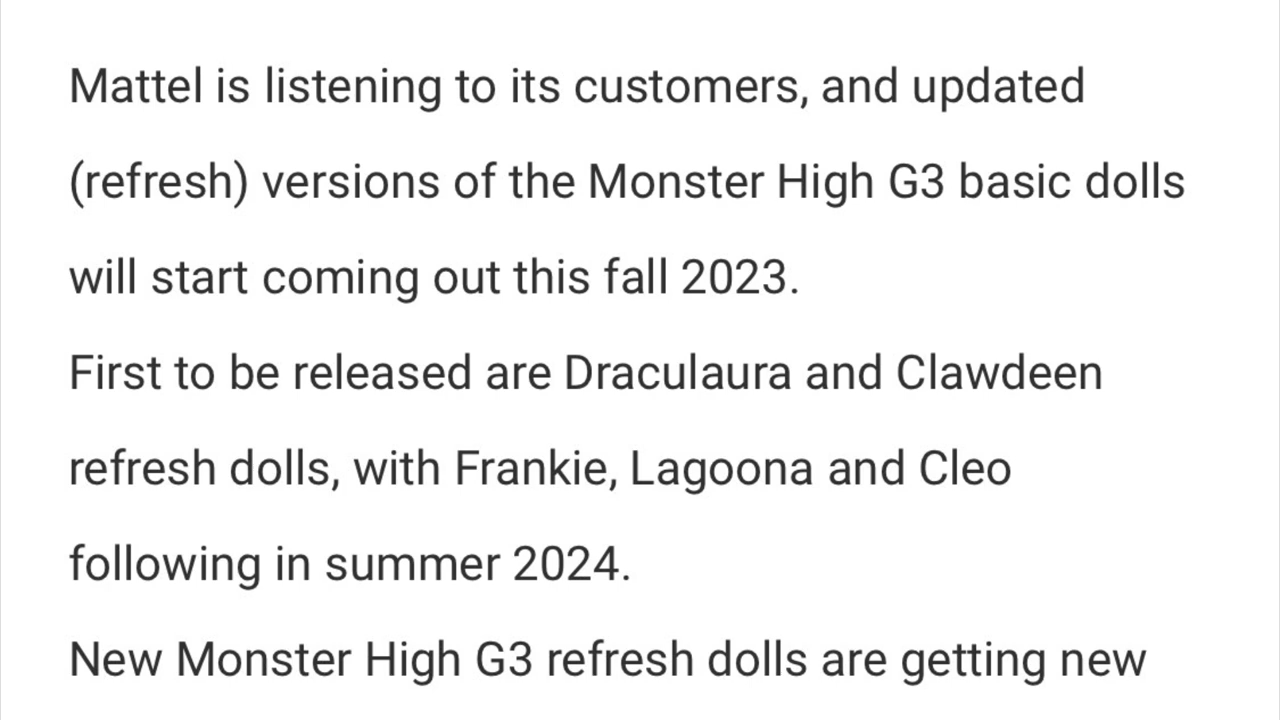 Mattel is listening to its customers, and updated
(refresh) versions of the Monster High G3 basic dolls
will start coming out this fall 2023.
First to be released are Draculaura and Clawdeen
refresh dolls, with Frankie, Lagoona and Cleo
following in summer 2024.
New Monster High G3 refresh dolls are getting new